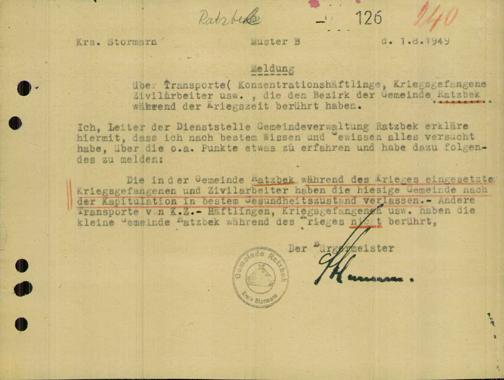 Ratzbek
- 126
240
Krs. Stormarn Muster B d. 1.8.1949
Meldung
über Transporte( Konzentrationshäftlinge, Kriegsgefangene
Zivilarbeiter usw. , die den Bezirk der Gemeinde Ratzbek
während der Kriegszeit berührt haben.
Ich, Leiter der Dienststelle Gemeindeverwaltung Ratzbek erkläre
hiermit, dass ich nach bestem Wissen und Gewissen alles versucht
habe, über die o.a. Punkte etwas zu erfahren und habe dazu folgen-
des zu melden:
Die in der Gemeinde Ratzbek während des Krieges eingesetzte
Kriegsgefangenen und Zivilarbeiter haben die hiesige Gemeinde nach
der Kapitulation in bestem Gesundheitszustand verlassen.- Andere
Transporte von K.Z.- Häftlingen, Kriegsgefangenen usw. haben die
kleine Gemeinde Ratzbek während des Krieges nicht berührt,
Der Bürgermeister
Gemeinde Ratzbek
Kreis Stormarn